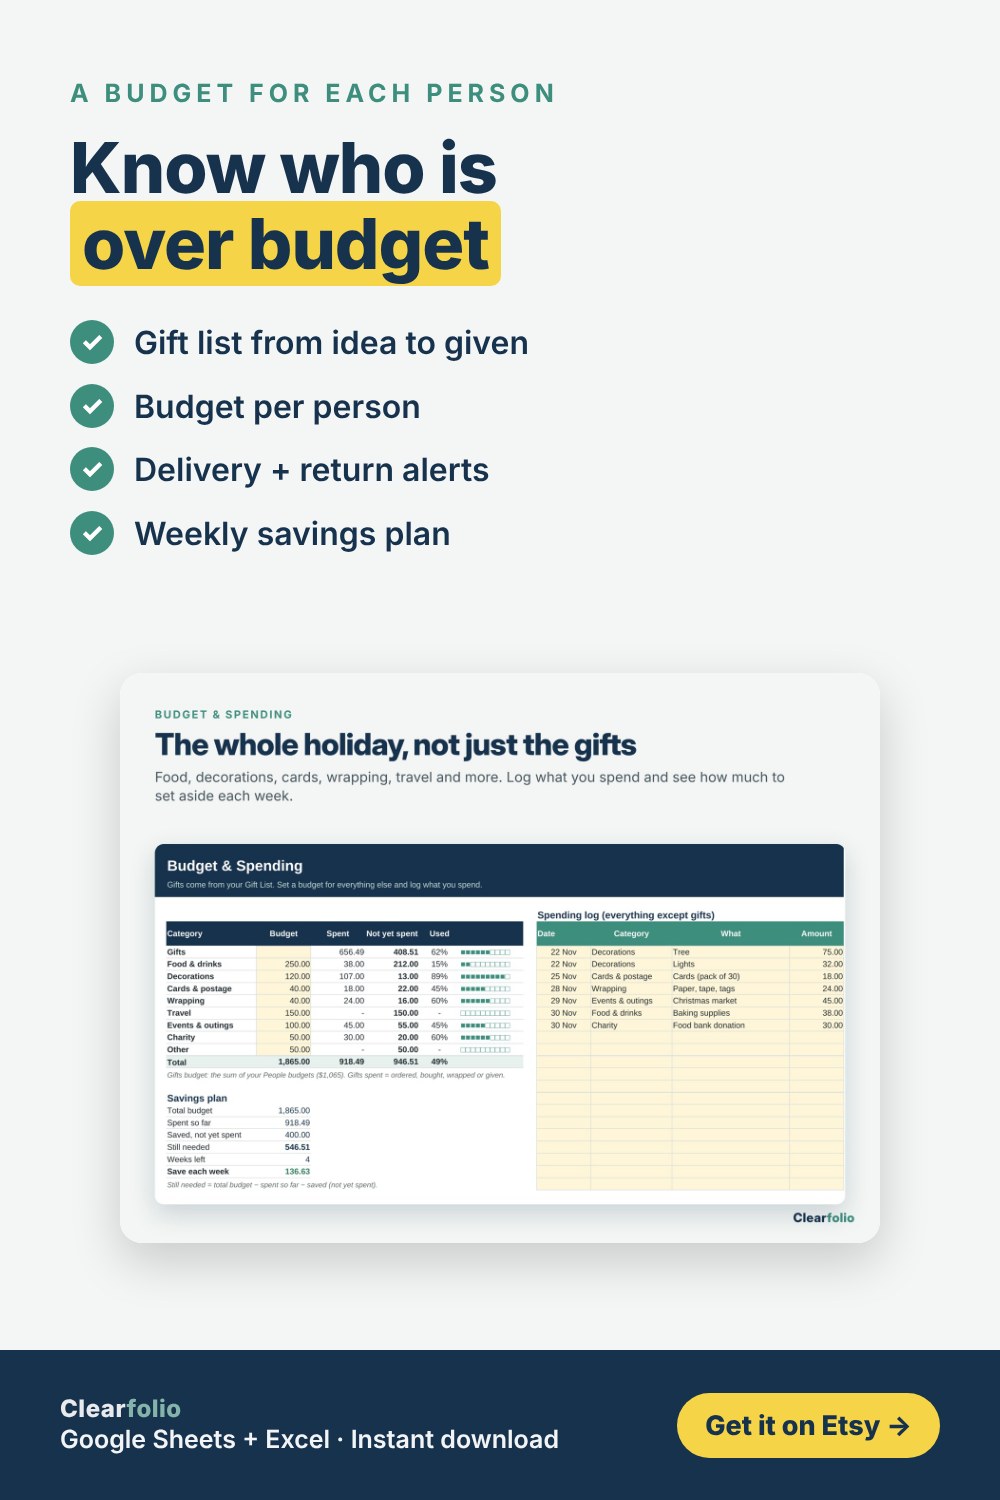 A BUDGET FOR EACH PERSON
Know who is
over budget
Gift list from idea to given
Budget per person
Delivery + return alerts
Weekly savings plan
BUDGET & SPENDING
The whole holiday, not just the gifts
Food, decorations, cards, wrapping, travel and more. Log what you spend and see how much to
set aside each week.
Budget & Spending
Gifts come from your Gift List. Set a budget for everything else and log what you spend.
Category Budget Spent Not yet spent Used
Gifts 656.49 408.51 62%
Food & drinks 250.00 38.00 212.00 15%
Decorations 120.00 107.00 13.00 89%
Cards & postage 40.00 18.00 22.00 45%
Wrapping 40.00 24.00 16.00 60%
Travel 150.00 - 150.00 -
Events & outings 100.00 45.00 55.00 45%
Charity 50.00 30.00 20.00 60%
Other 50.00 - 50.00 -
Total 1,865.00 918.49 946.51 49%
Gifts budget: the sum of your People budgets ($1,065). Gifts spent = ordered, bought, wrapped or given.
Savings plan
Total budget 1,865.00
Spent so far 918.49
Saved, not yet spent 400.00
Still needed 546.51
Weeks left 4
Save each week 136.63
Still needed = total budget − spent so far − saved (not yet spent).
Spending log (everything except gifts)
Date Category What Amount
22 Nov Decorations Tree 75.00
22 Nov Decorations Lights 32.00
25 Nov Cards & postage Cards (pack of 30) 18.00
28 Nov Wrapping Paper, tape, tags 24.00
29 Nov Events & outings Christmas market 45.00
30 Nov Food & drinks Baking supplies 38.00
30 Nov Charity Food bank donation 30.00
Clearfolio
Clearfolio
Google Sheets + Excel · Instant download
Get it on Etsy →